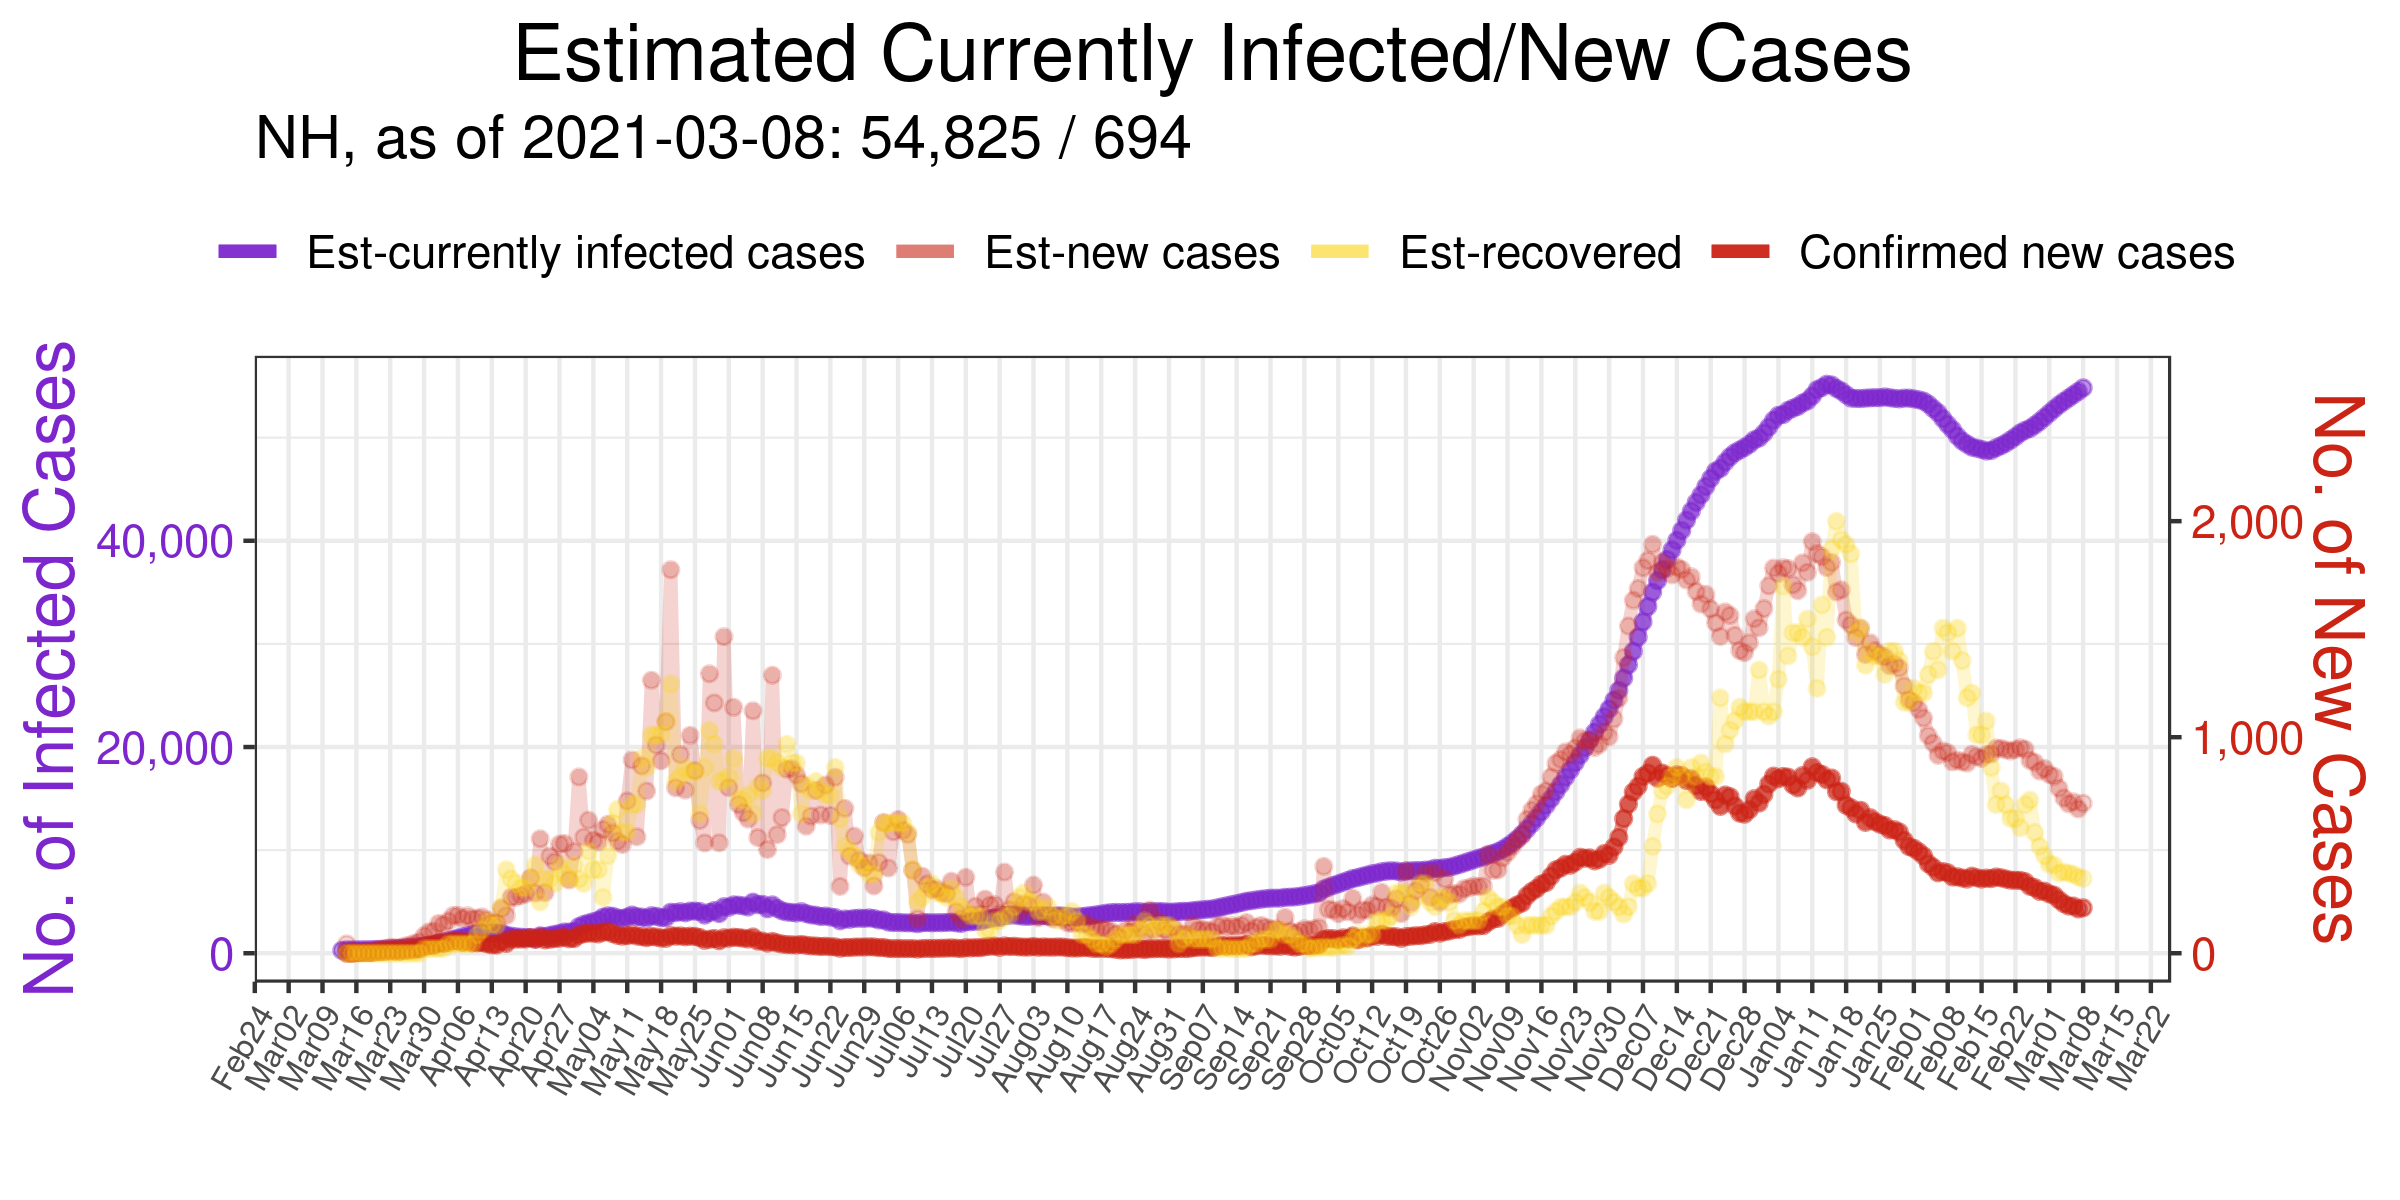 Estimated Currently Infected/New Cases
NH, as of 2021-03-08: 54,825 / 694
Est-currently infected cases
Est-new cases
Est-recovered
Confirmed new cases
No. of Infected Cases
40,000
20,000
0
2,000
1,000
0
No. of New Cases
Feb24
Mar02
Mar09
Mar16
Mar23
Mar30
Apr06
Apr13
Apr20
Apr27
May04
May11
May18
May25
Jun01
Jun08
Jun15
Jun22
Jun29
Jul06
Jul13
Jul20
Jul27
Aug03
Aug10
Aug17
Aug24
Aug31
Sep07
Sep14
Sep21
Sep28
Oct05
Oct12
Oct19
Oct26
Nov02
Nov09
Nov16
Nov23
Nov30
Dec07
Dec14
Dec21
Dec28
Jan04
Jan11
Jan18
Jan25
Feb01
Feb08
Feb15
Feb22
Mar01
Mar08
Mar15
Mar22